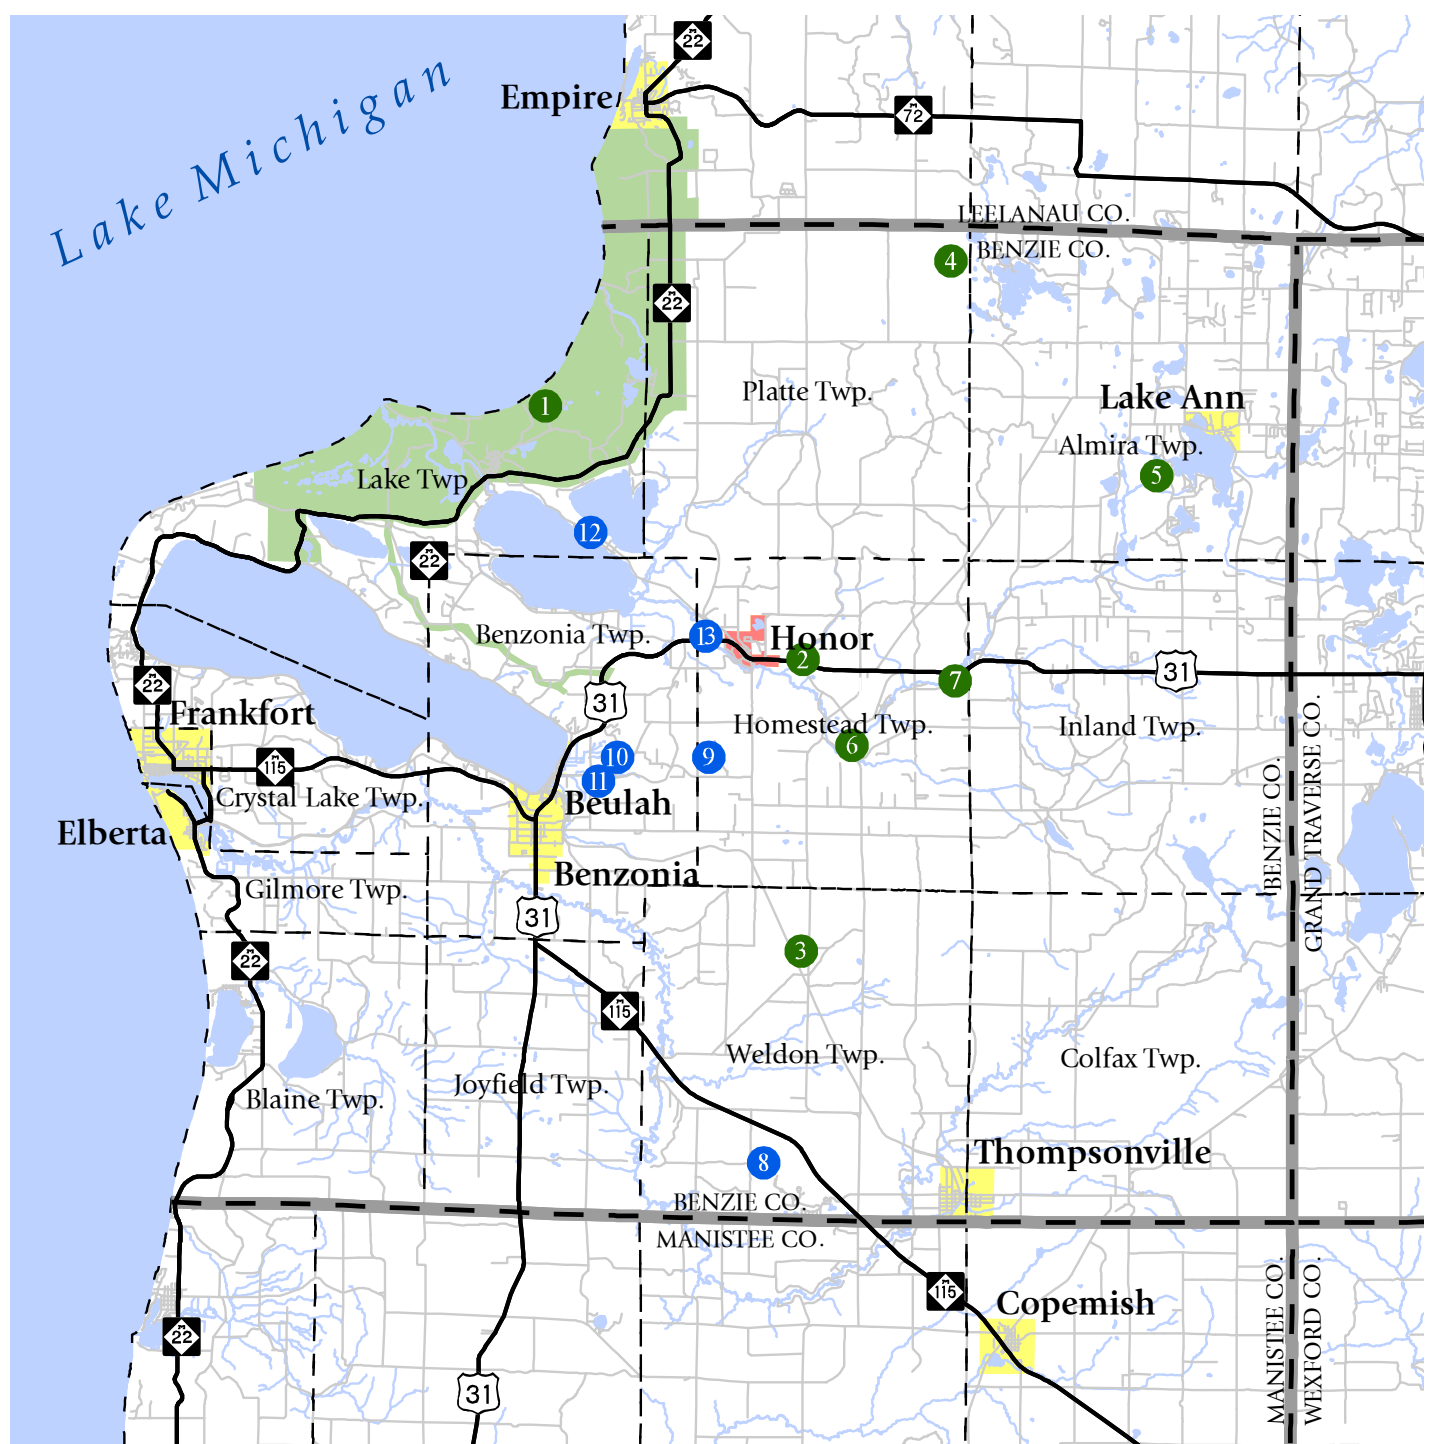 M
22
Empire
M
72
Lake Michigan
LEELANAU CO.
BENZIE CO.
4
M
22
Platte Twp.
Lake Ann
1
Almira Twp.
5
Lake Twp.
12
M
22
Benzonia Twp.
13
Honor
2
31
7
M
22
31
Frankfort
Homestead Twp.
Inland Twp.
6
M
115
10
9
11
Crystal Lake Twp.
Beulah
Elberta
BENZIE CO.
GRAND TRAVERSE CO.
Benzonia
Gilmore Twp.
31
M
22
3
M
115
Weldon Twp.
Colfax Twp.
Joyfield Twp.
Blaine Twp.
Thompsonville
8
BENZIE CO.
MANISTEE CO.
M
115
Copemish
M
22
MANISTEE CO.
WEXFORD CO.
31